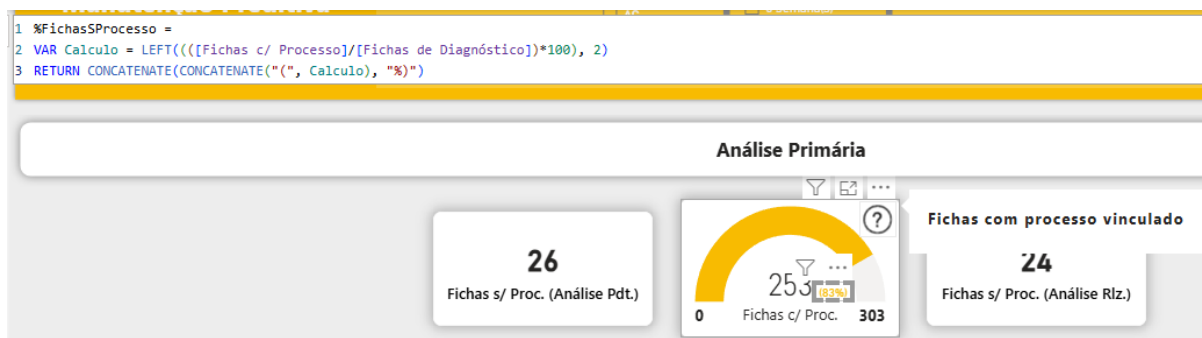 1 %FichasSProcesso =
2 VAR Calculo = LEFT((([Fichas c/ Processo]/[Fichas de Diagnóstico])*100), 2)
3 RETURN CONCATENATE(CONCATENATE("(", Calculo), "%)")
Análise Primária
26
Fichas s/ Proc. (Análise Pdt.)
253
(83%)
0
Fichas c/ Proc.
303
?
Fichas com processo vinculado
24
Fichas s/ Proc. (Análise Rlz.)